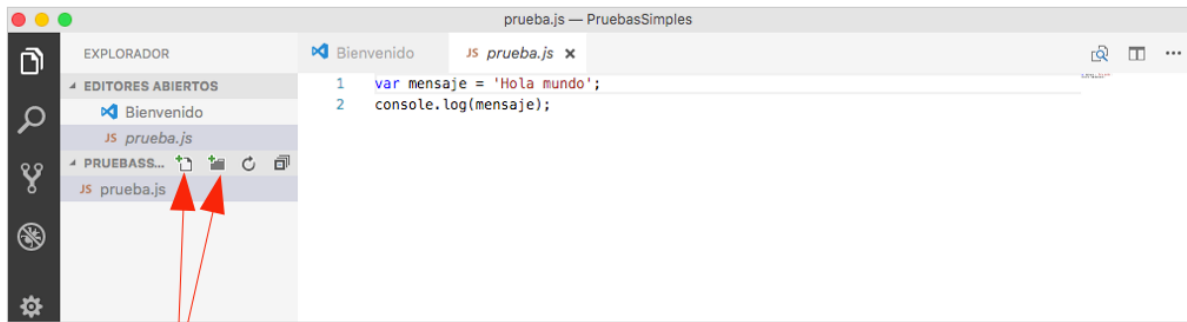 prueba.js — PruebasSimples
EXPLORADOR
EDITORES ABIERTOS
Bienvenido
JS prueba.js
PRUEBASS...
JS prueba.js
Bienvenido JS prueba.js
1 var mensaje = 'Hola mundo';
2 console.log(mensaje);